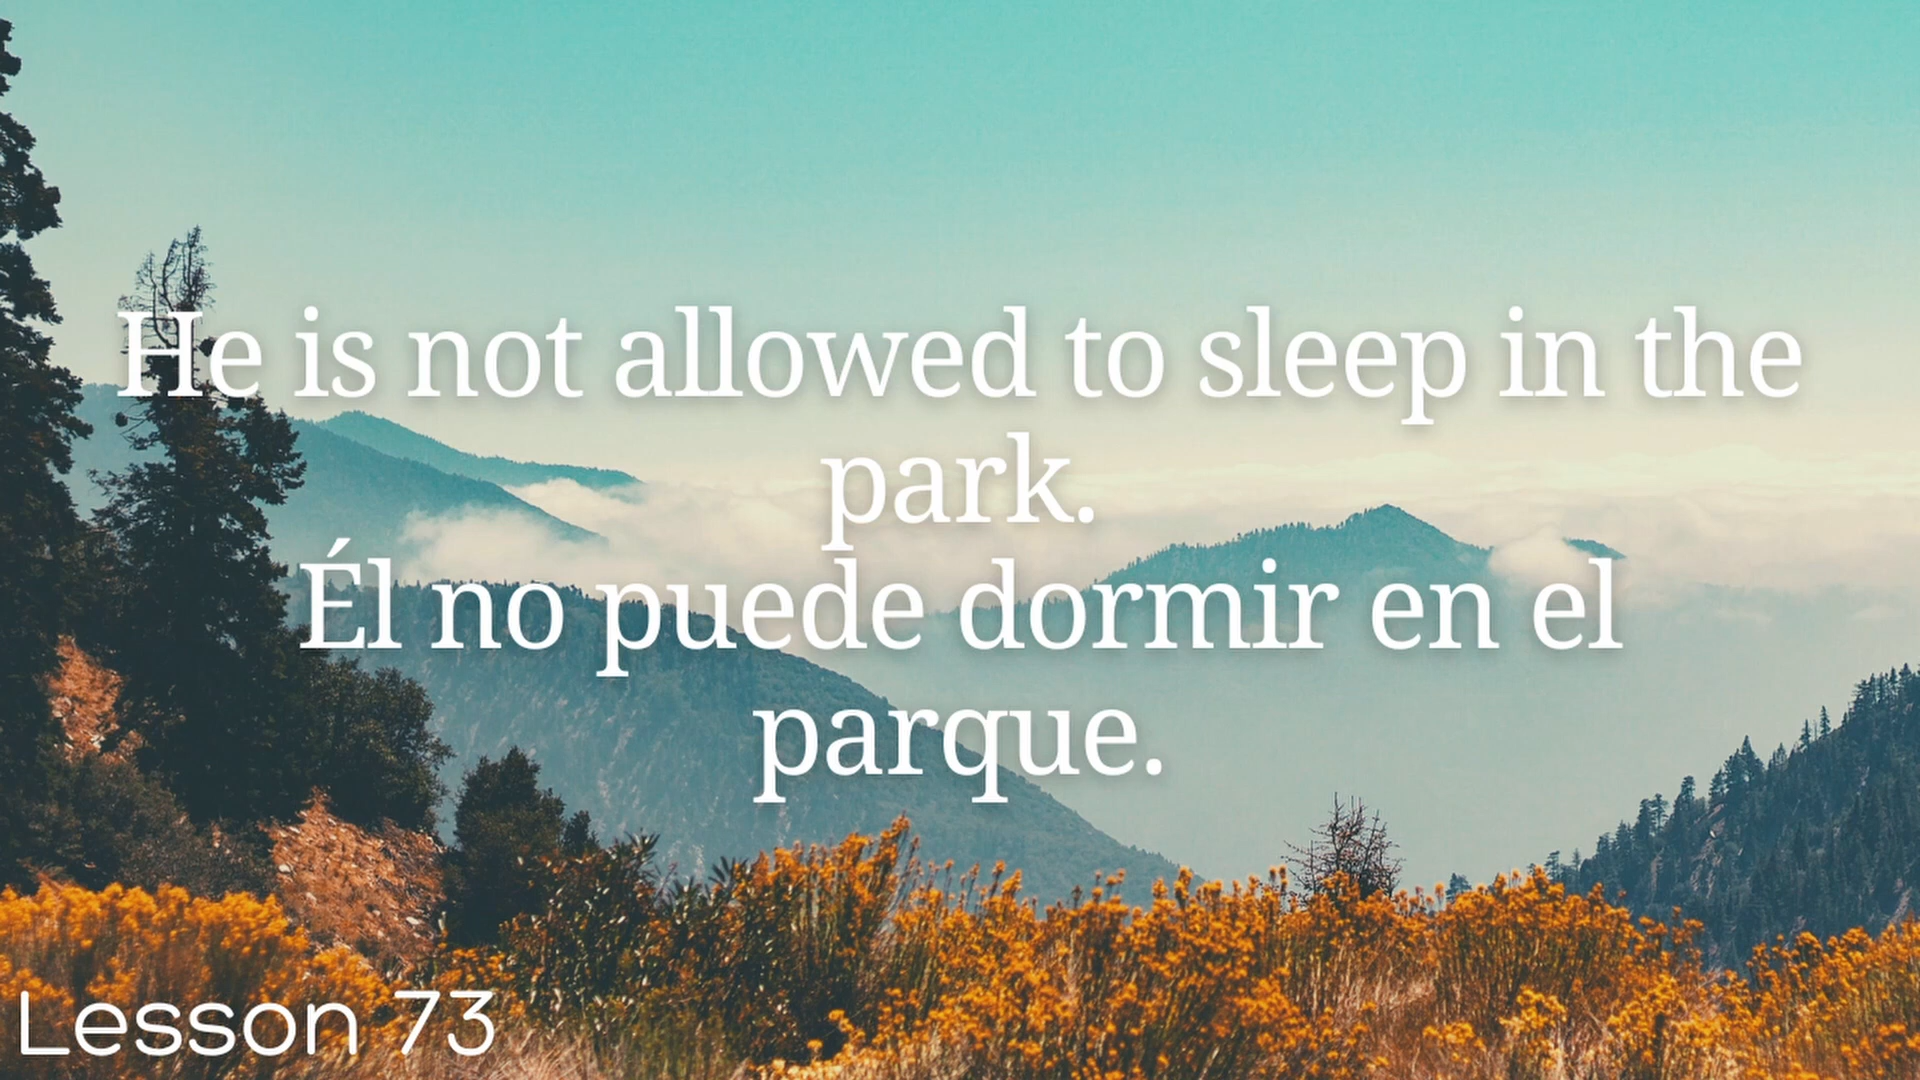 He is not allowed to sleep in the
park.
Él no puede dormir en el
parque.
Lesson 73